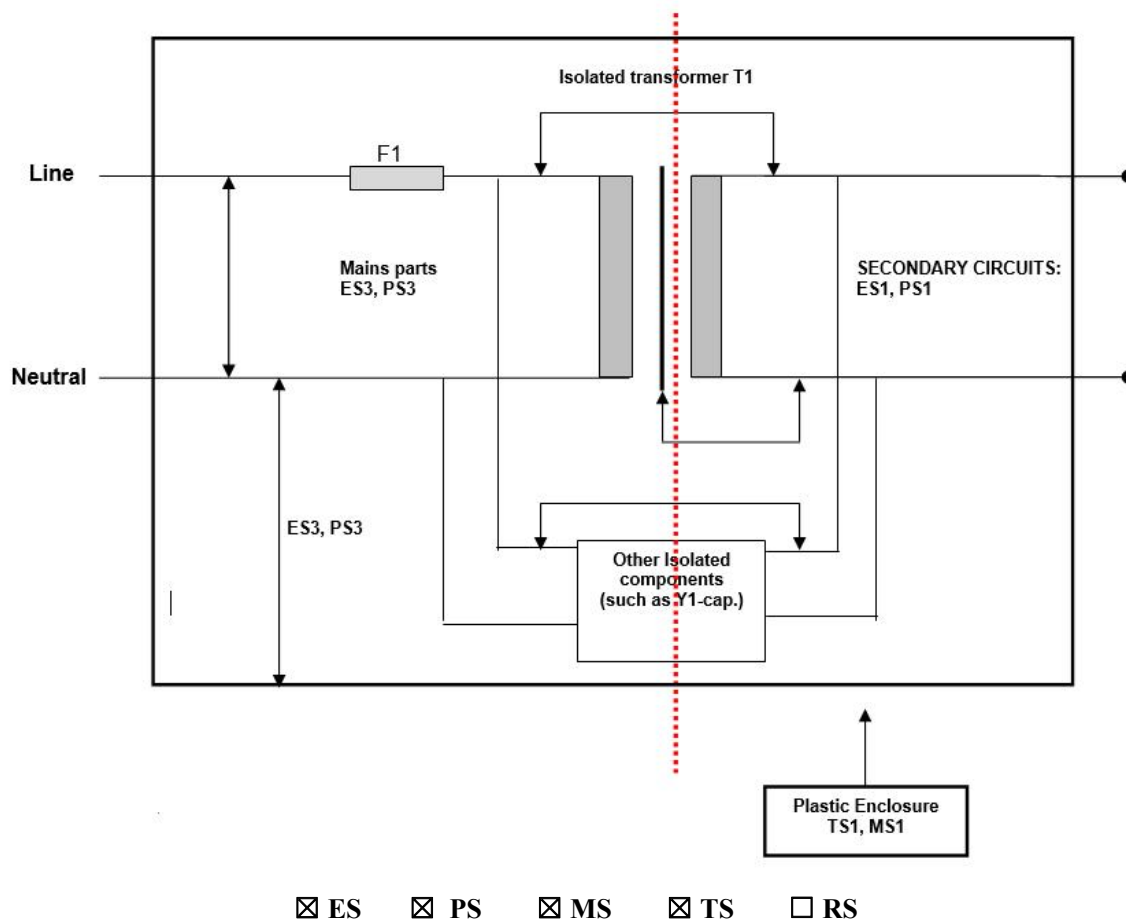 Isolated transformer T1
F1
Line
Mains parts
ES3, PS3
SECONDARY CIRCUITS:
ES1, PS1
Neutral
ES3, PS3
Other Isolated
components
(such as Y1-cap.)
Plastic Enclosure
TS1, MS1
☒ ES ☒ PS ☒ MS ☒ TS ☐ RS